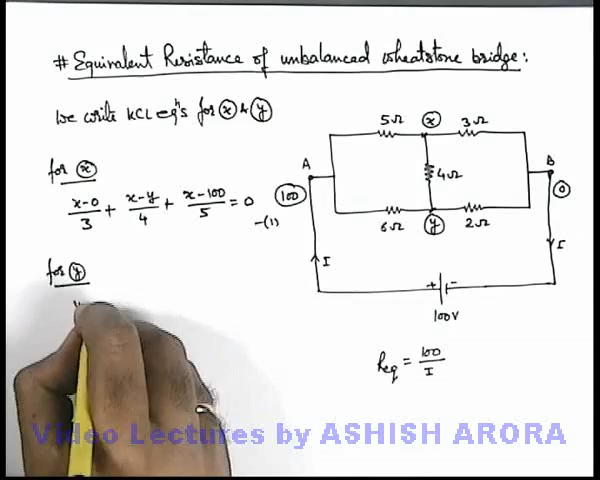 # Equivalent Resistance of unbalanced wheatstone bridge:
We write KCL eqⁿs for ⓧ & ⓨ
for ⓧ
(x-0)/3 + (x-y)/4 + (x-100)/5 = 0 -(1)
for ⓨ
5Ω x 3Ω
A 4Ω B
100 0
6Ω y 2Ω
I I
+ -
100V
Req = 100/I
Video Lectures by ASHISH ARORA